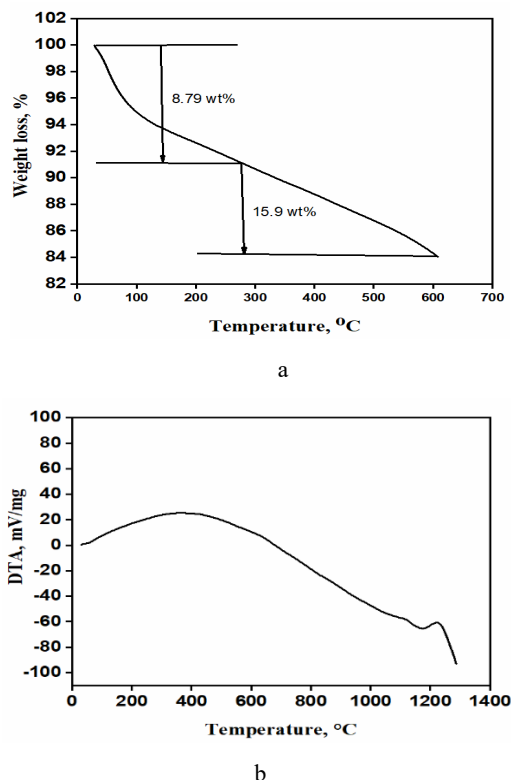 102
100
98
96
94
92
90
88
86
84
82
Weight loss, %
8.79 wt%
15.9 wt%
0 100 200 300 400 500 600 700
Temperature, ᴼC
a
100
80
60
40
20
0
-20
-40
-60
-80
-100
DTA, mV/mg
0 200 400 600 800 1000 1200 1400
Temperature, °C
b